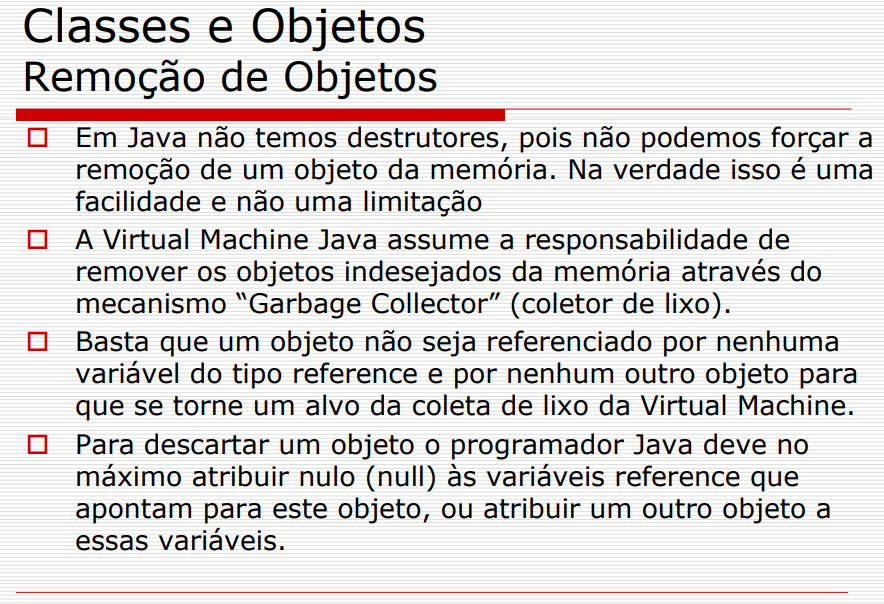 Classes e Objetos
Remoção de Objetos
Em Java não temos destrutores, pois não podemos forçar a
remoção de um objeto da memória. Na verdade isso é uma
facilidade e não uma limitação
A Virtual Machine Java assume a responsabilidade de
remover os objetos indesejados da memória através do
mecanismo “Garbage Collector” (coletor de lixo).
Basta que um objeto não seja referenciado por nenhuma
variável do tipo reference e por nenhum outro objeto para
que se torne um alvo da coleta de lixo da Virtual Machine.
Para descartar um objeto o programador Java deve no
máximo atribuir nulo (null) às variáveis reference que
apontam para este objeto, ou atribuir um outro objeto a
essas variáveis.